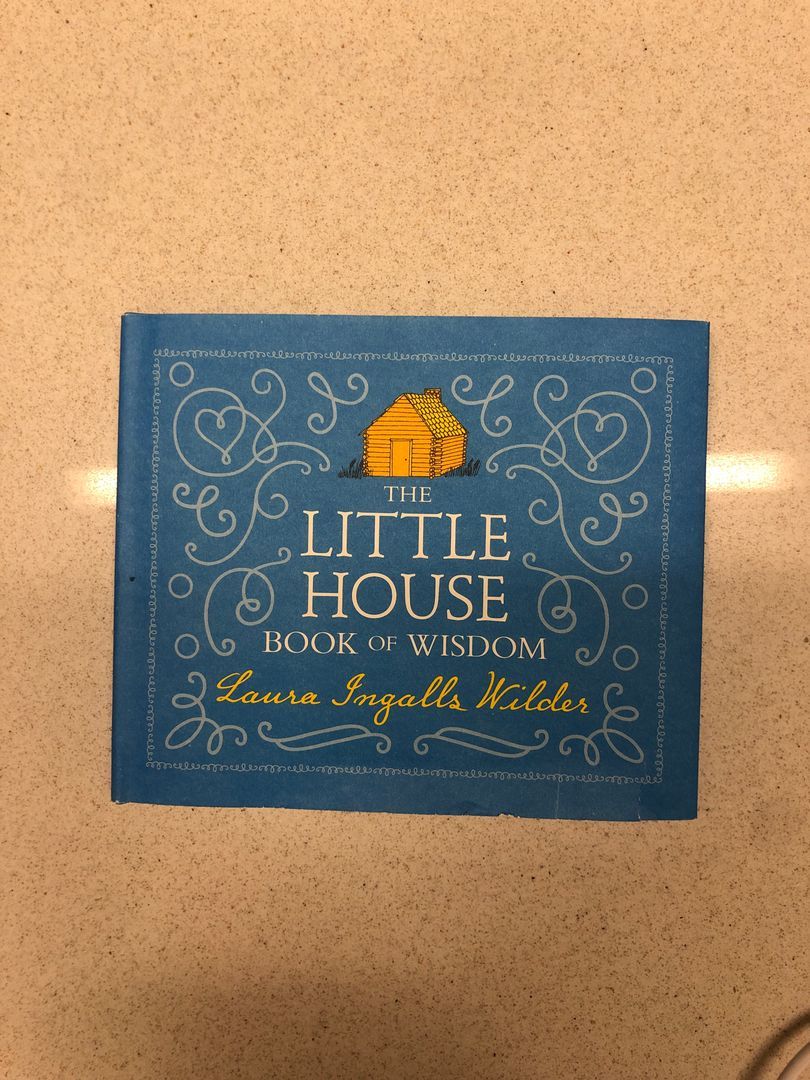 THE
LITTLE
HOUSE
BOOK OF WISDOM
Laura Ingalls Wilder